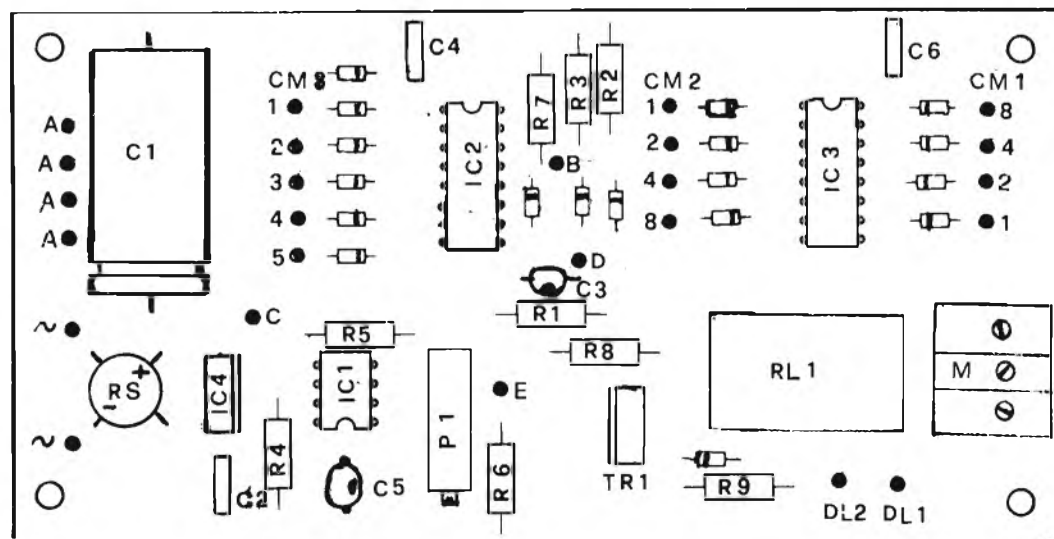 C4
C6
CM 3
CM 2
CM 1
R7
R3
R2
A
A
A
A
C1
1
2
3
4
5
IC2
B
1
2
4
8
IC3
8
4
2
1
D
C3
C
R1
R5
R8
RL1
M
~
RS
+
-
~
IC4
IC1
P1
E
R4
R6
C2
C5
TR1
R9
DL2
DL1